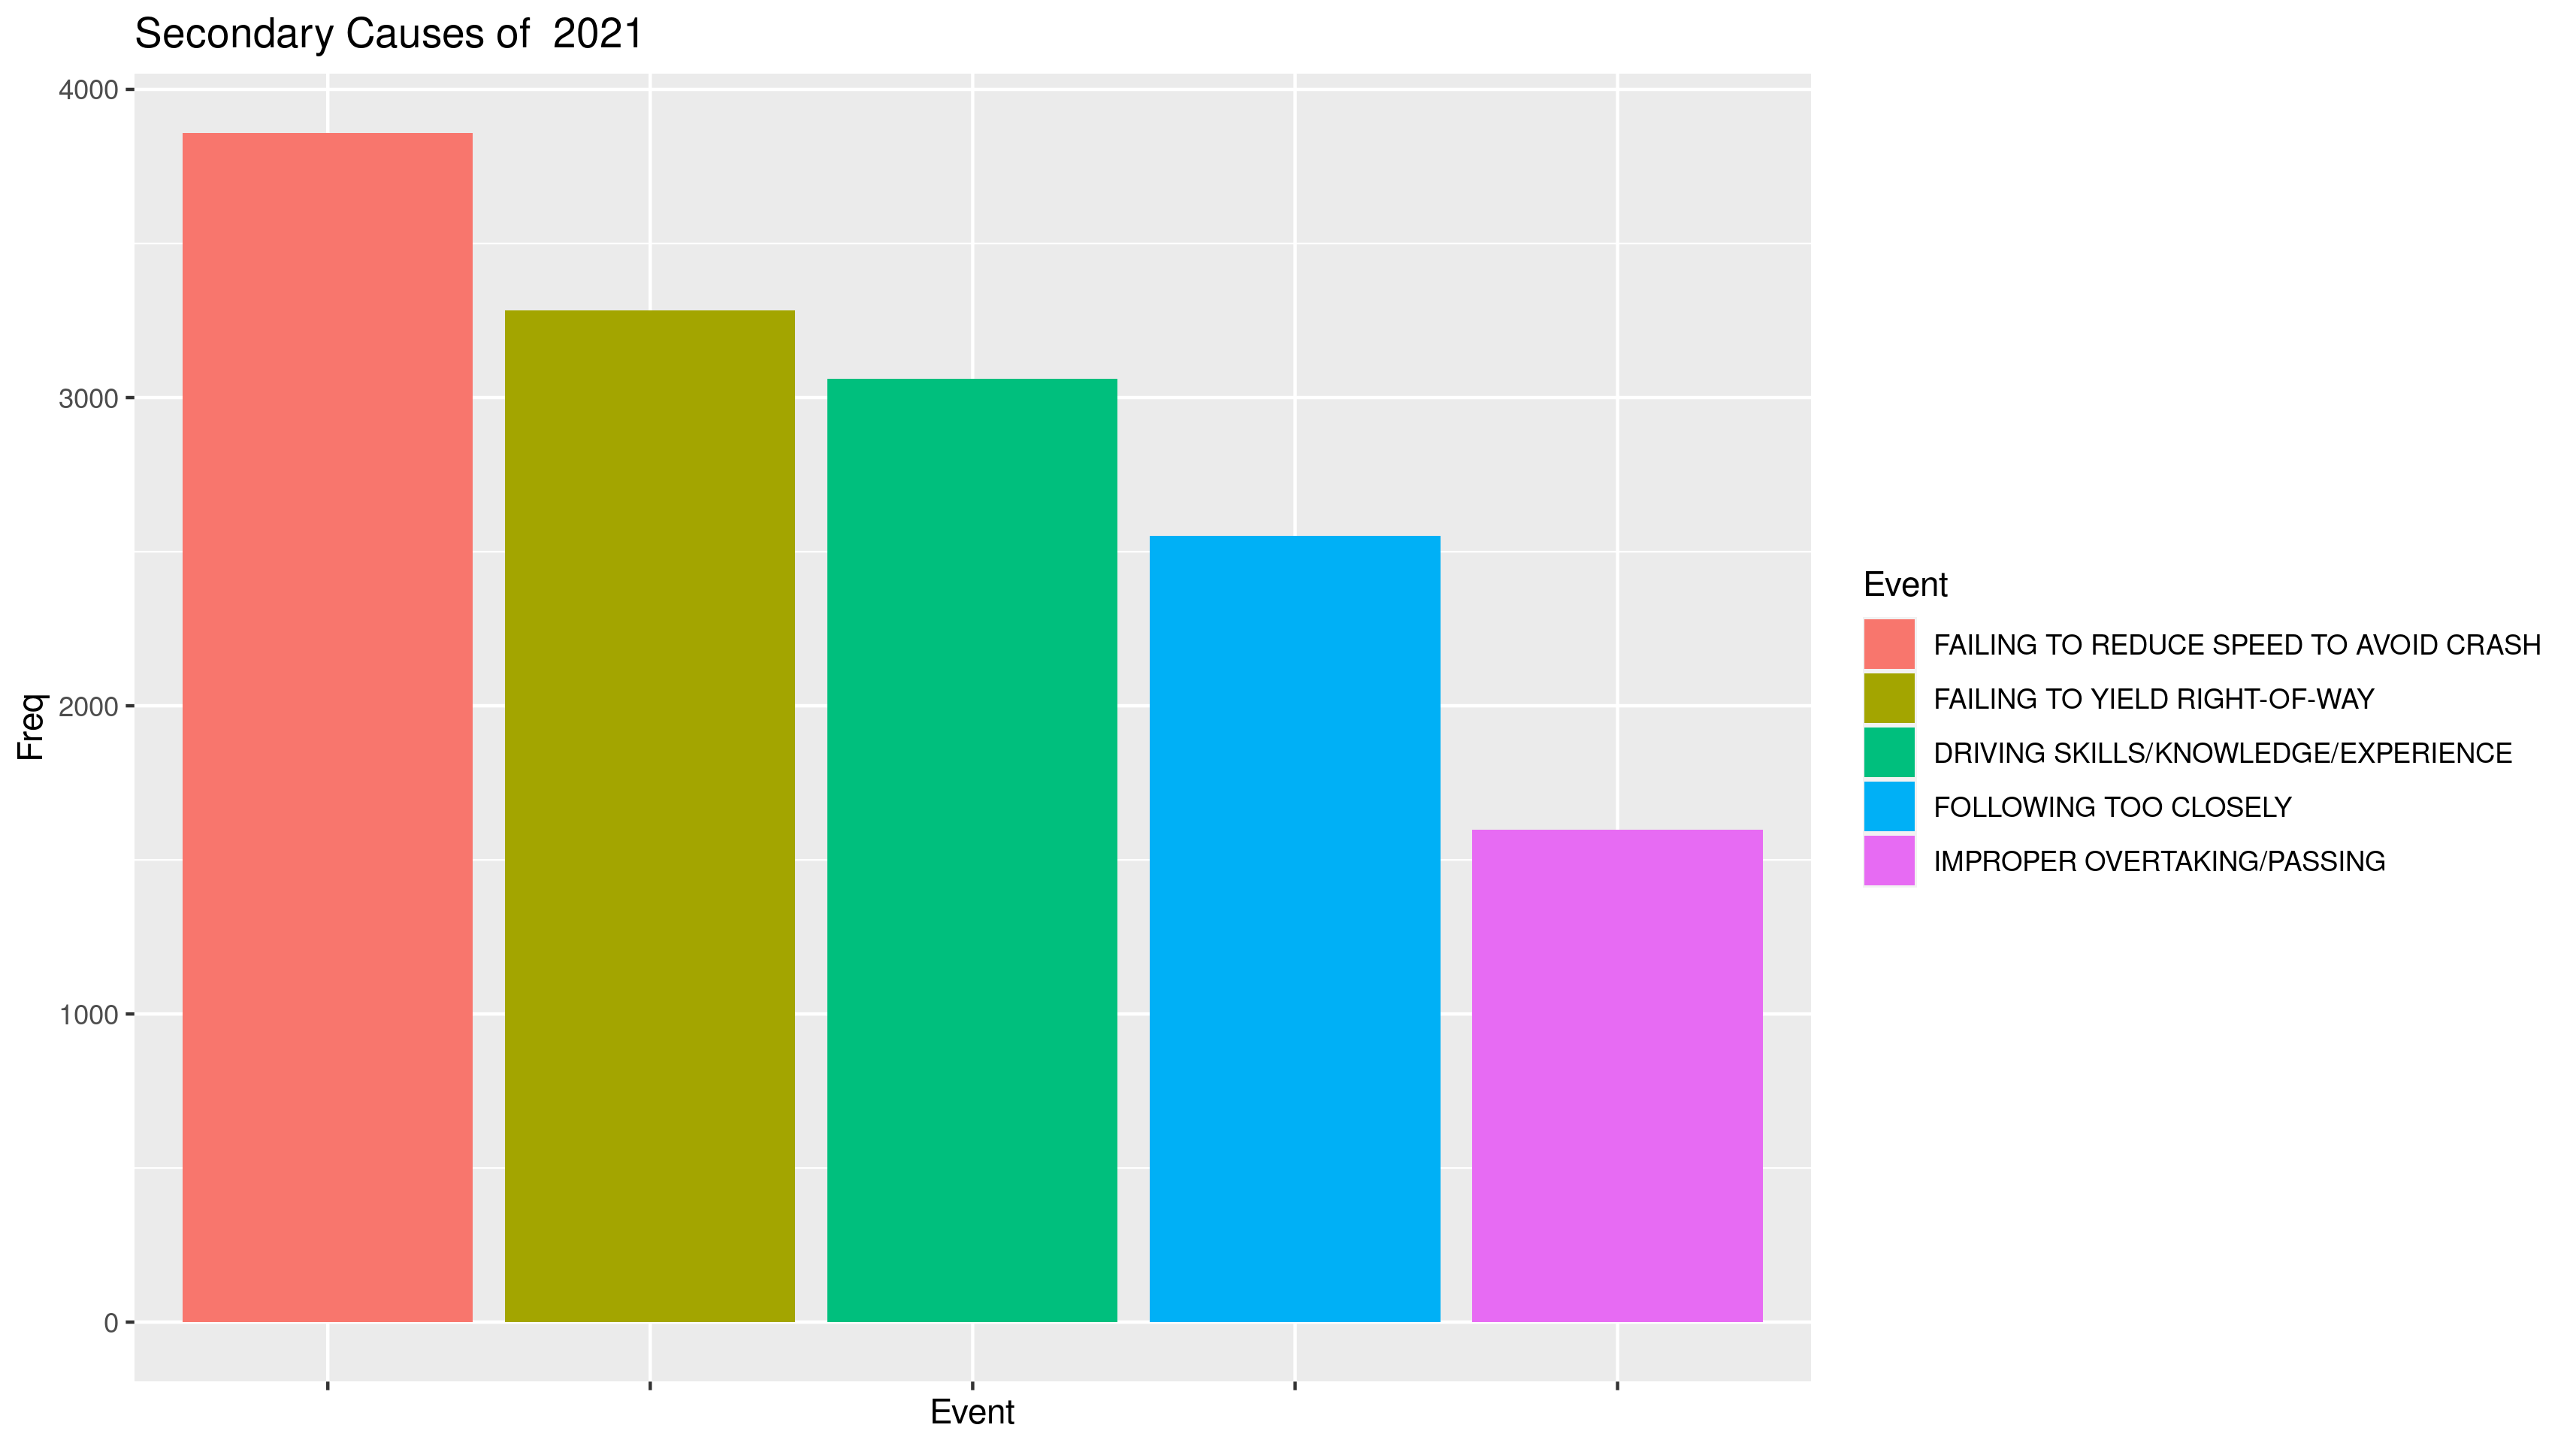 Secondary Causes of  2021
4000
3000
2000
1000
0
Freq
Event
Event
FAILING TO REDUCE SPEED TO AVOID CRASH
FAILING TO YIELD RIGHT-OF-WAY
DRIVING SKILLS/KNOWLEDGE/EXPERIENCE
FOLLOWING TOO CLOSELY
IMPROPER OVERTAKING/PASSING